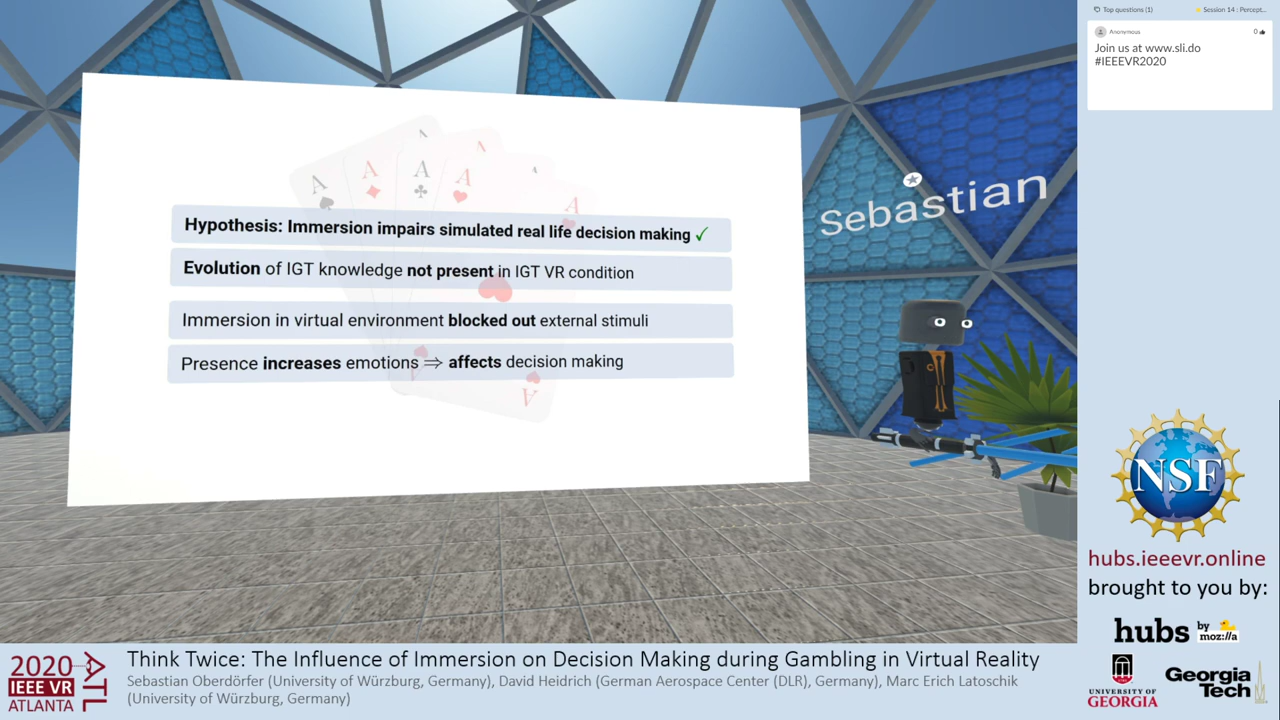 Top questions (1)
Session 14 : Percept...
Anonymous
0
Join us at www.sli.do
#IEEEVR2020
A
A
A
A
A
A
Hypothesis: Immersion impairs simulated real life decision making ✓
Evolution of IGT knowledge not present in IGT VR condition
Immersion in virtual environment blocked out external stimuli
Presence increases emotions ⇒ affects decision making
Sebastian
NSF
hubs.ieeevr.online
brought to you by:
hubs by moz://a
UNIVERSITY OF
GEORGIA
Georgia
Tech
2020
IEEE VR
ATLANTA
ATL
Think Twice: The Influence of Immersion on Decision Making during Gambling in Virtual Reality
Sebastian Oberdörfer (University of Würzburg, Germany), David Heidrich (German Aerospace Center (DLR), Germany), Marc Erich Latoschik
(University of Würzburg, Germany)